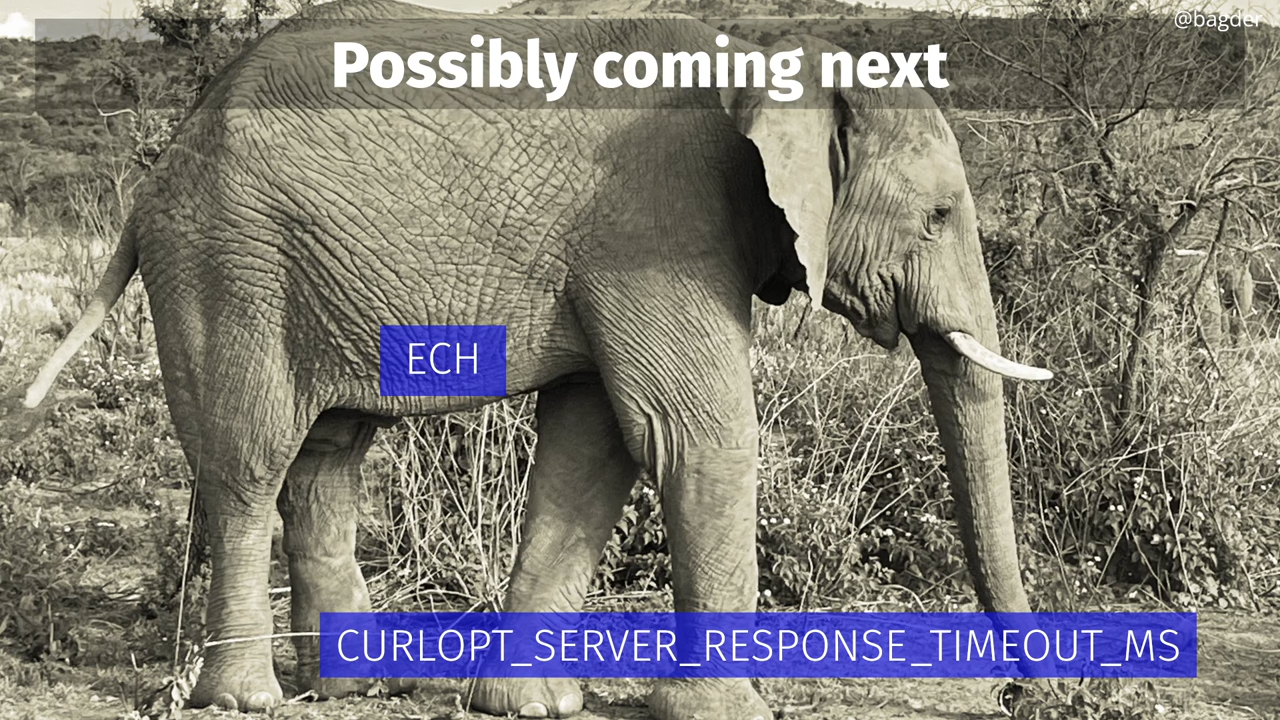 @bagder
Possibly coming next
ECH
CURLOPT_SERVER_RESPONSE_TIMEOUT_MS